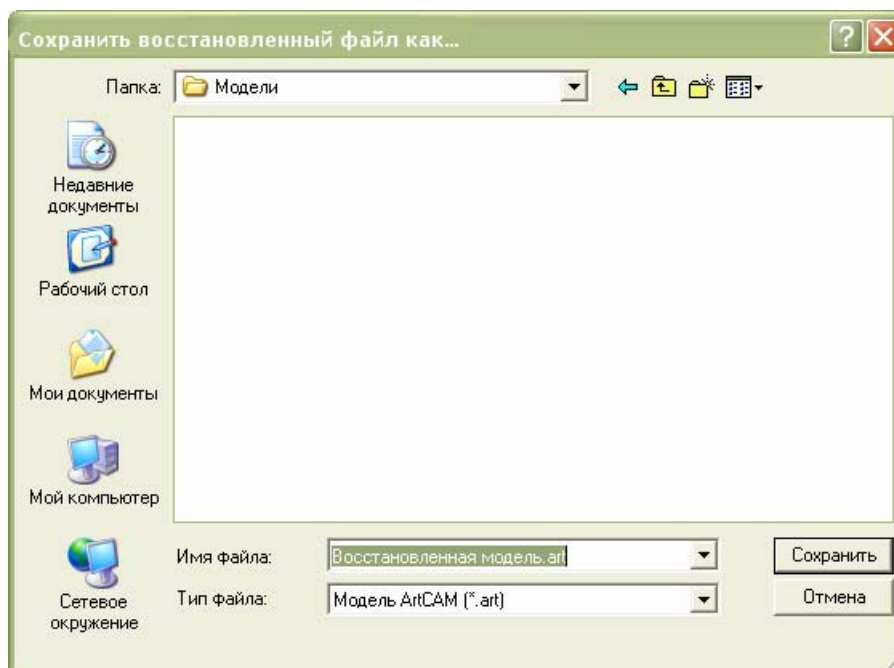 Сохранить восстановленный файл как...
Папка:
Модели
Недавние
документы
Рабочий стол
Мои документы
Мой компьютер
Сетевое
окружение
Имя файла:
Восстановленная модель.art
Сохранить
Тип файла:
Модель ArtCAM (*.art)
Отмена